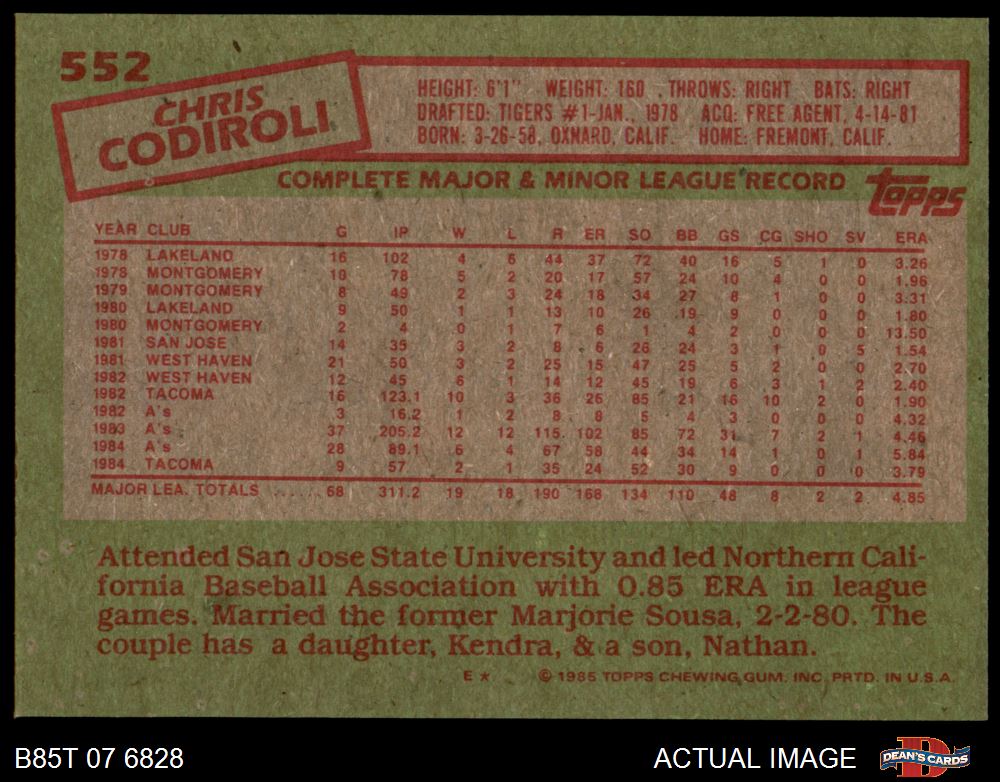 552
CHRIS
CODIROLI
HEIGHT: 6'1" WEIGHT: 160 THROWS: RIGHT BATS: RIGHT
DRAFTED: TIGERS #1-JAN., 1978 ACQ: FREE AGENT, 4-14-81
BORN: 3-26-58, OXNARD, CALIF. HOME: FREMONT, CALIF.
COMPLETE MAJOR & MINOR LEAGUE RECORD
topps
YEAR CLUB G IP W L R ER SO BB GS CG SHO SV ERA
1978 LAKELAND 16 102 4 6 44 37 72 40 16 5 1 0 3.26
1978 MONTGOMERY 10 78 5 2 20 17 57 24 10 4 0 0 1.96
1979 MONTGOMERY 8 49 2 3 24 18 34 27 8 1 0 0 3.31
1980 LAKELAND 9 50 1 1 13 10 26 19 9 0 0 0 1.80
1980 MONTGOMERY 2 4 0 1 7 6 1 4 2 0 0 0 13.50
1981 SAN JOSE 14 35 3 2 8 6 26 24 3 1 0 5 1.54
1981 WEST HAVEN 21 50 3 2 25 15 47 25 5 2 0 0 2.70
1982 WEST HAVEN 12 45 6 1 14 12 45 19 6 3 1 2 2.40
1982 TACOMA 16 123.1 10 3 36 26 85 21 16 10 2 0 1.90
1982 A's 3 16.2 1 2 8 8 5 4 3 0 0 0 4.32
1983 A's 37 205.2 12 12 115 102 85 72 31 7 2 1 4.46
1984 A's 28 89.1 6 4 67 58 44 34 14 1 0 1 5.84
1984 TACOMA 9 57 2 1 35 24 52 30 9 0 0 0 3.79
MAJOR LEA. TOTALS ...... 68 311.2 19 18 190 168 134 110 48 8 2 2 4.85
Attended San Jose State University and led Northern Cali-
fornia Baseball Association with 0.85 ERA in league
games. Married the former Marjorie Sousa, 2-2-80. The
couple has a daughter, Kendra, & a son, Nathan.
E * © 1985 TOPPS CHEWING GUM, INC. PRTD. IN U.S.A.
B85T 07 6828
ACTUAL IMAGE
DEAN'S CARDS